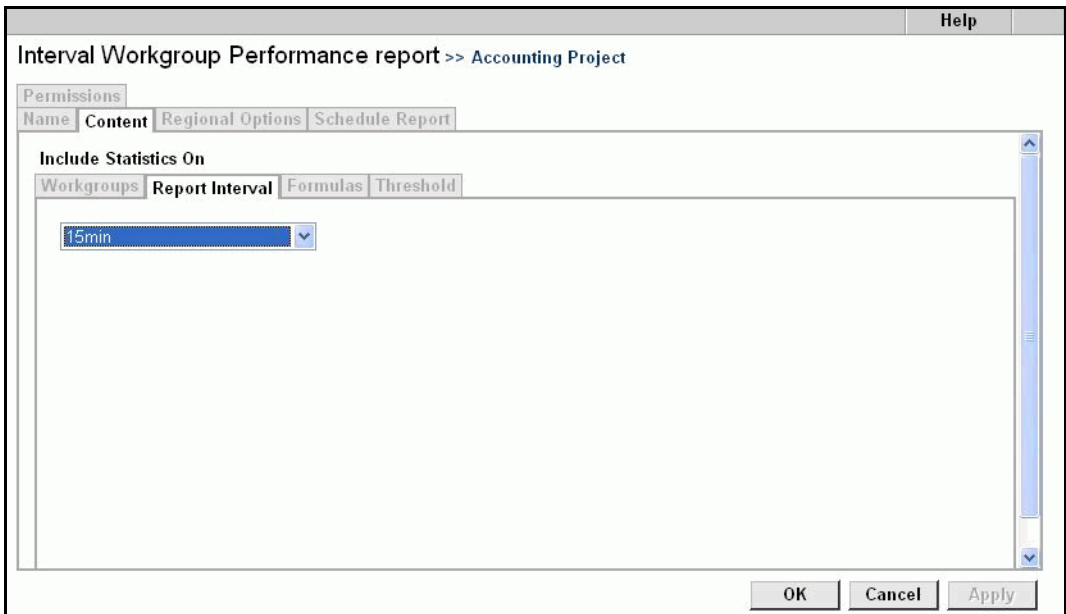 Help
Interval Workgroup Performance report >> Accounting Project
Permissions
Name Content Regional Options Schedule Report
Include Statistics On
Workgroups Report Interval Formulas Threshold
15min
OK Cancel Apply